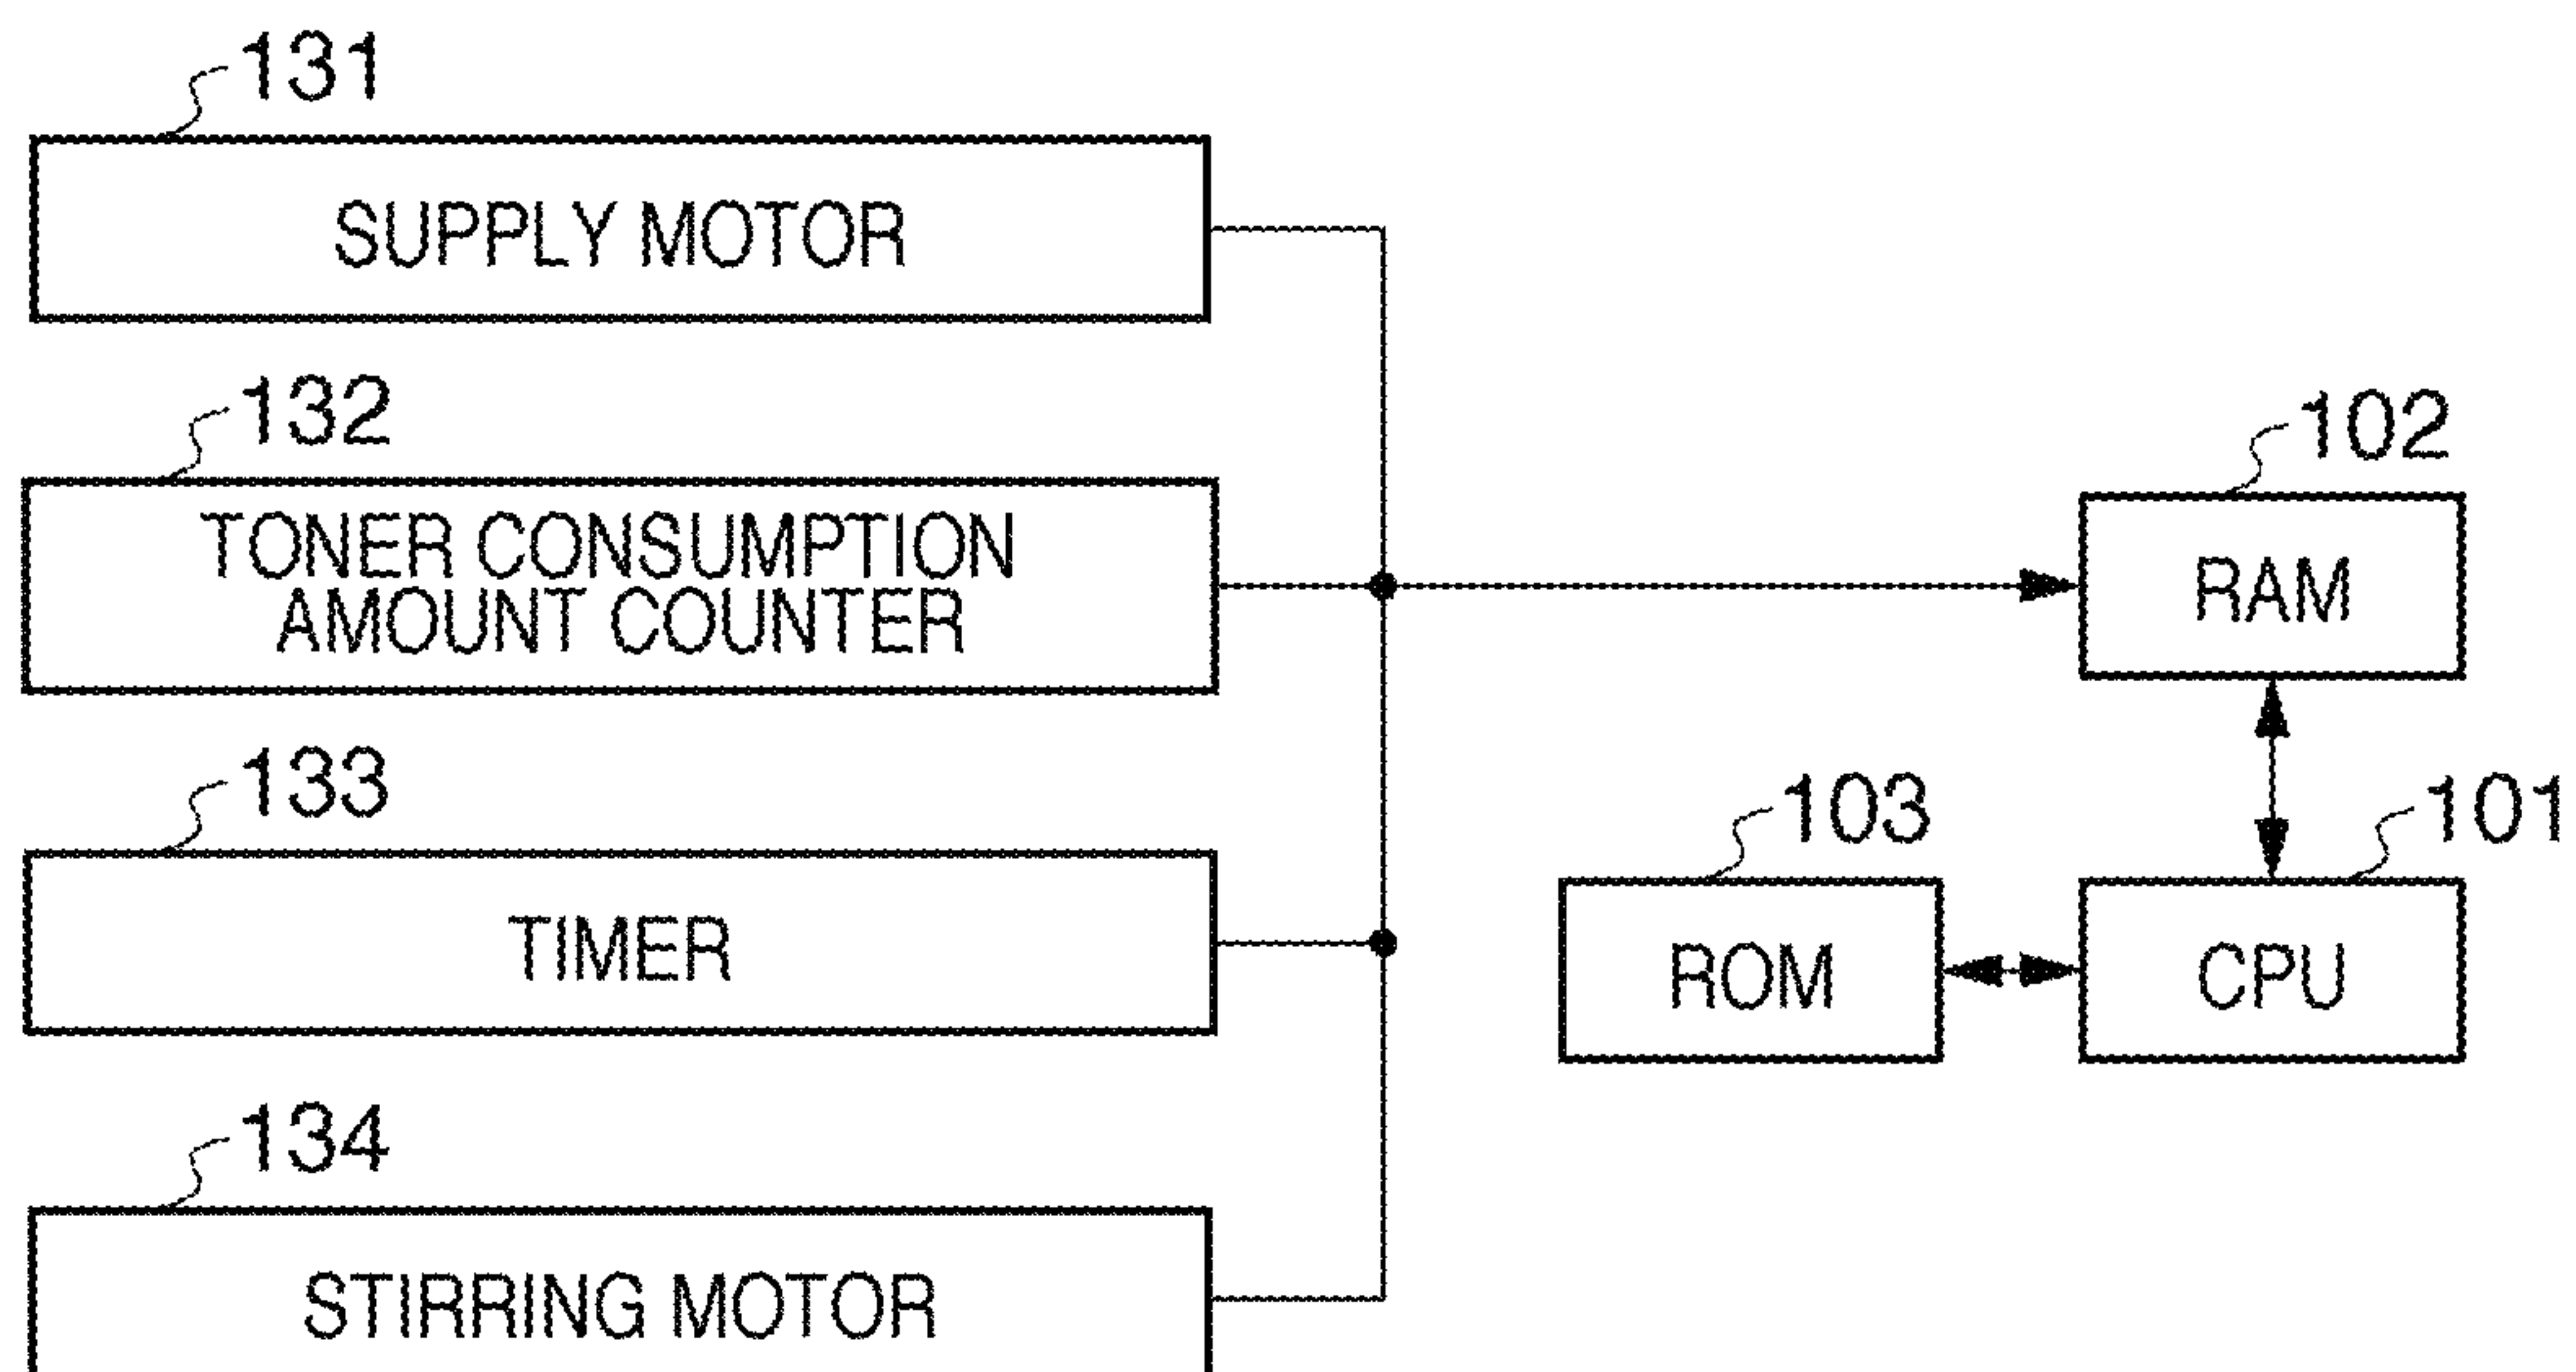 131
SUPPLY MOTOR
132
TONER CONSUMPTION
AMOUNT COUNTER
102
RAM
133
TIMER
103
ROM
101
CPU
134
STIRRING MOTOR